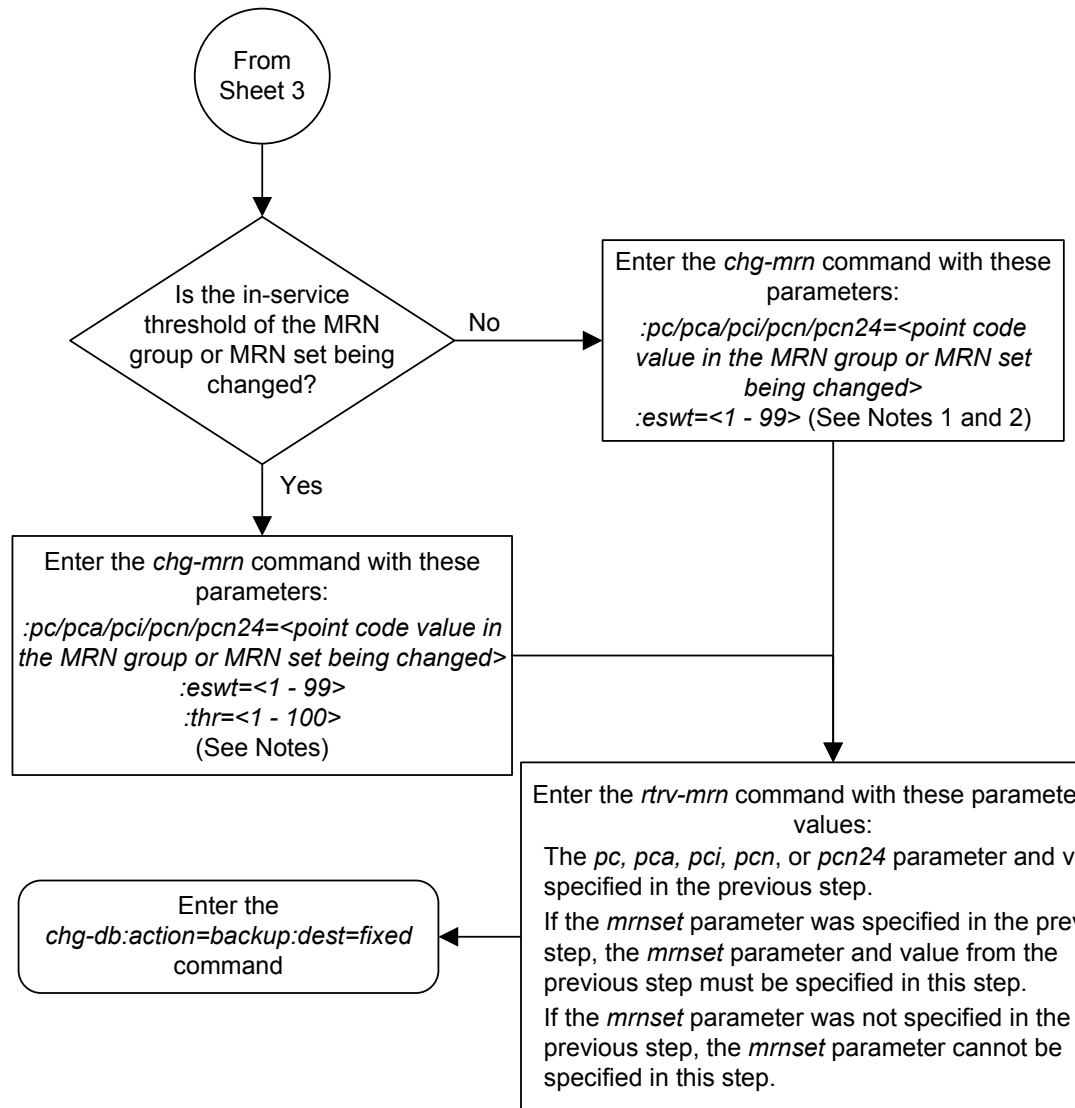 From
Sheet 3
Is the in-service
threshold of the MRN
group or MRN set being
changed?
No
Enter the chg-mrn command with these
parameters:
:pc/pca/pci/pcn/pcn24=<point code
value in the MRN group or MRN set
being changed>
:eswt=<1 - 99> (See Notes 1 and 2)
Yes
Enter the chg-mrn command with these
parameters:
:pc/pca/pci/pcn/pcn24=<point code value in
the MRN group or MRN set being changed>
:eswt=<1 - 99>
:thr=<1 - 100>
(See Notes)
Enter the rtrv-mrn command with these
values:
The pc, pca, pci, pcn, or pcn24 parameter and
specified in the previous step.
If the mrnset parameter was specified in the
step, the mrnset parameter and value from the
previous step must be specified in this step.
If the mrnset parameter was not specified in the
previous step, the mrnset parameter cannot be
specified in this step.
Enter the
chg-db:action=backup:dest=fixed
command